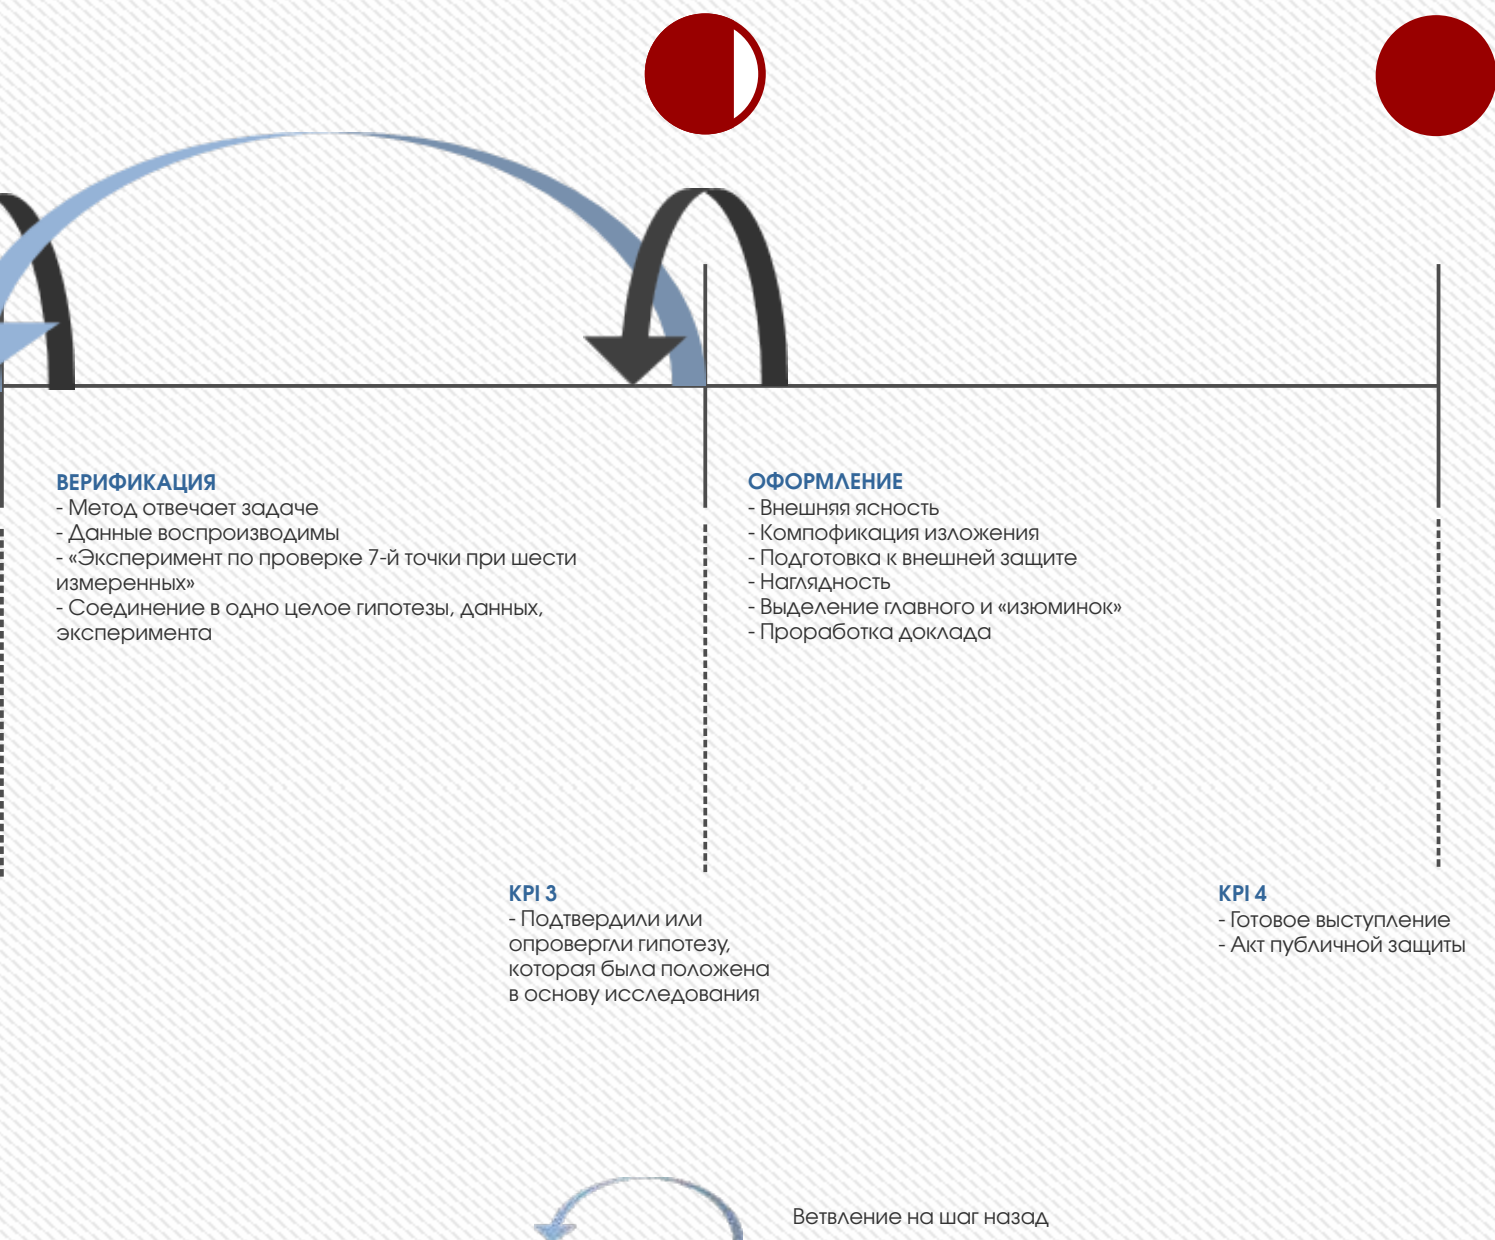 ВЕРИФИКАЦИЯ
- Метод отвечает задаче
- Данные воспроизводимы
- «Эксперимент по проверке 7-й точки при шести
измеренных»
- Соединение в одно целое гипотезы, данных,
эксперимента
ОФОРМЛЕНИЕ
- Внешняя ясность
- Компофикация изложения
- Подготовка к внешней защите
- Наглядность
- Выделение главного и «изюминок»
- Проработка доклада
KPI 3
- Подтвердили или
опровергли гипотезу,
которая была положена
в основу исследования
KPI 4
- Готовое выступление
- Акт публичной защиты
Ветвление на шаг назад